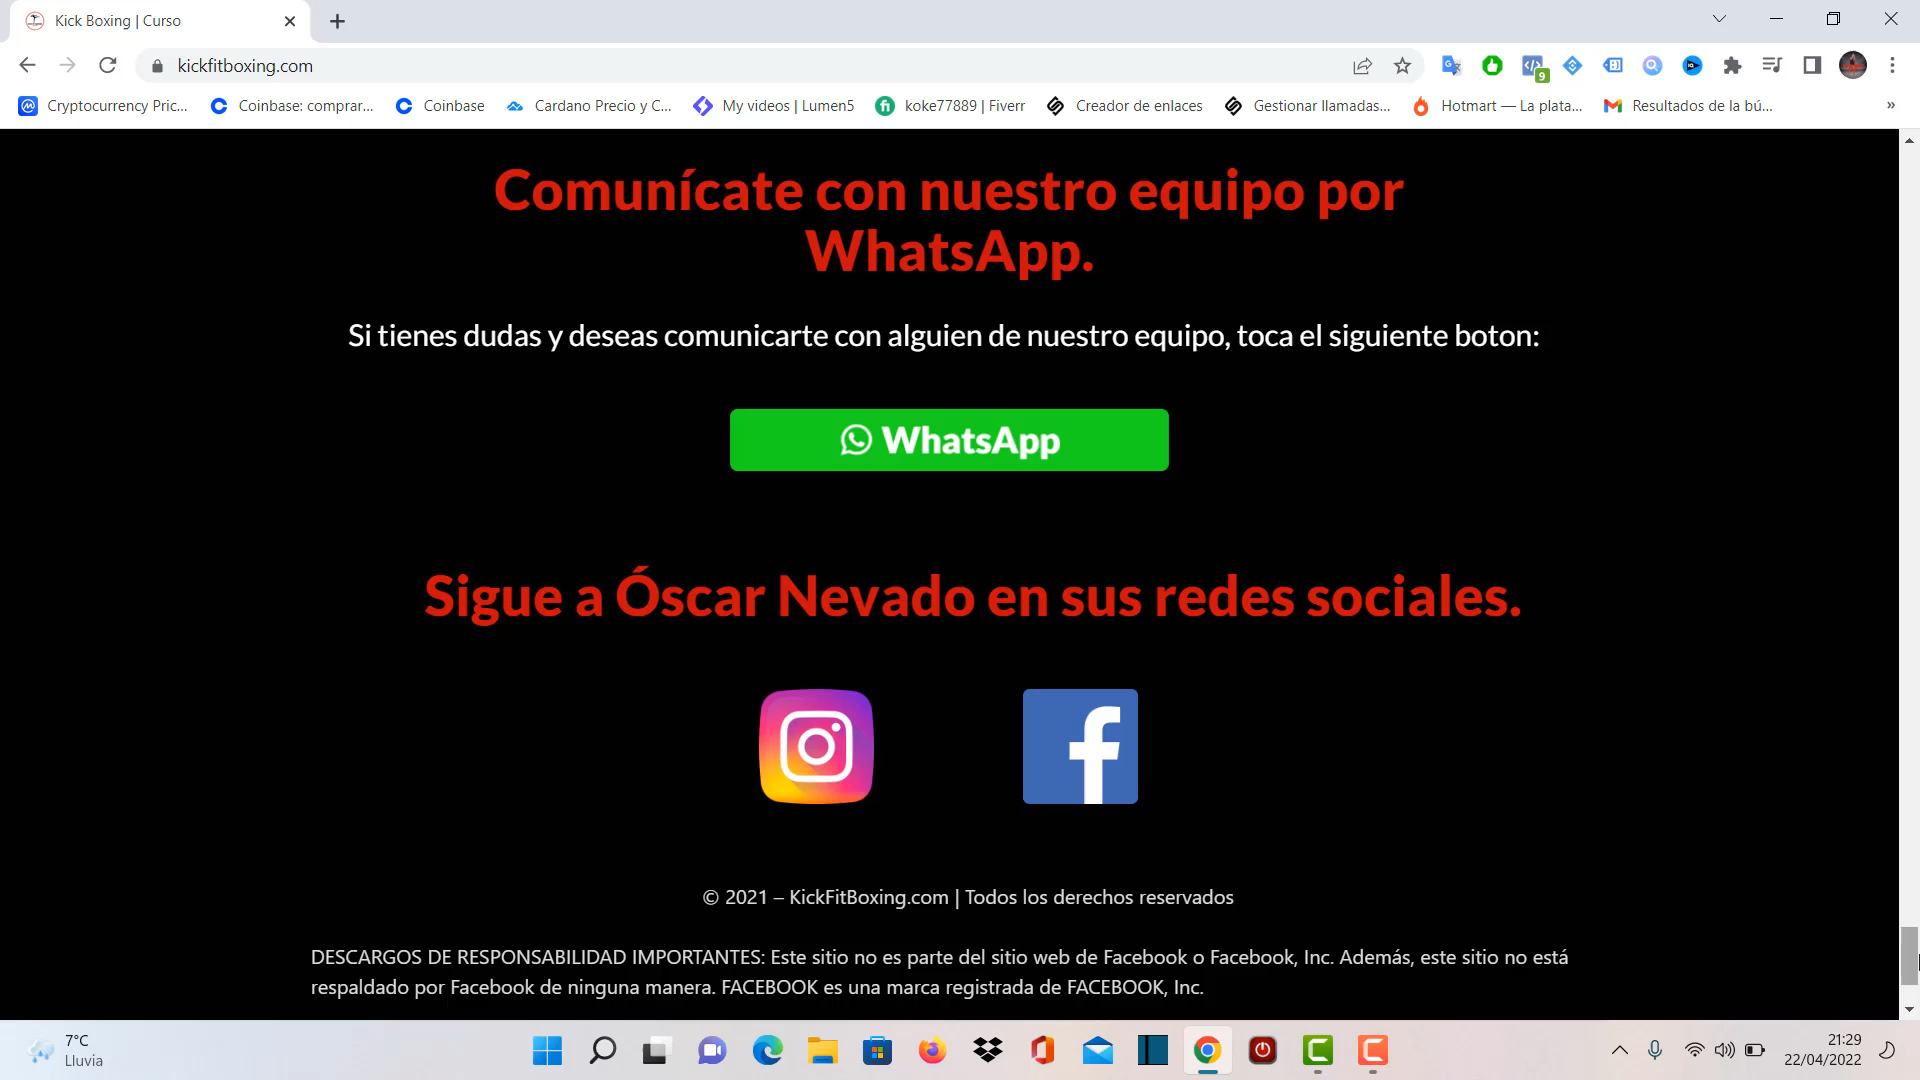 Kick Boxing | Curso
kickfitboxing.com
9
Cryptocurrency Pric... Coinbase: comprar... Coinbase Cardano Precio y C... My videos | Lumen5 koke77889 | Fiverr Creador de enlaces Gestionar llamadas... Hotmart — La plata... Resultados de la bú... »
Comunícate con nuestro equipo por
WhatsApp.
Si tienes dudas y deseas comunicarte con alguien de nuestro equipo, toca el siguiente boton:
WhatsApp
Sigue a Óscar Nevado en sus redes sociales.
© 2021 – KickFitBoxing.com | Todos los derechos reservados
DESCARGOS DE RESPONSABILIDAD IMPORTANTES: Este sitio no es parte del sitio web de Facebook o Facebook, Inc. Además, este sitio no está
respaldado por Facebook de ninguna manera. FACEBOOK es una marca registrada de FACEBOOK, Inc.
7°C
Lluvia
21:29
22/04/2022